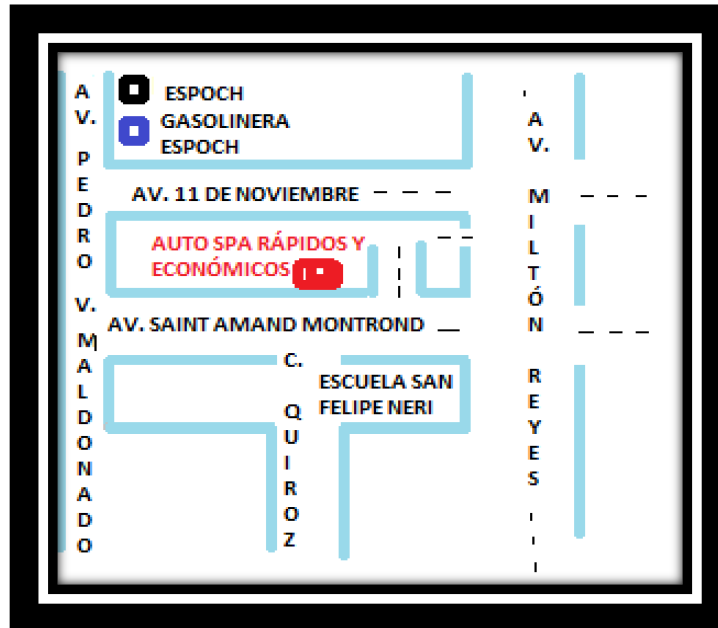 AV. PEDRO V. MALDONADO
ESPOCH
GASOLINERA
ESPOCH
AV. 11 DE NOVIEMBRE
AUTO SPA RÁPIDOS Y
ECONÓMICOS
AV. SAINT AMAND MONTROND
C. QUIROZ
ESCUELA SAN
FELIPE NERI
AV. MILTÓN REYES